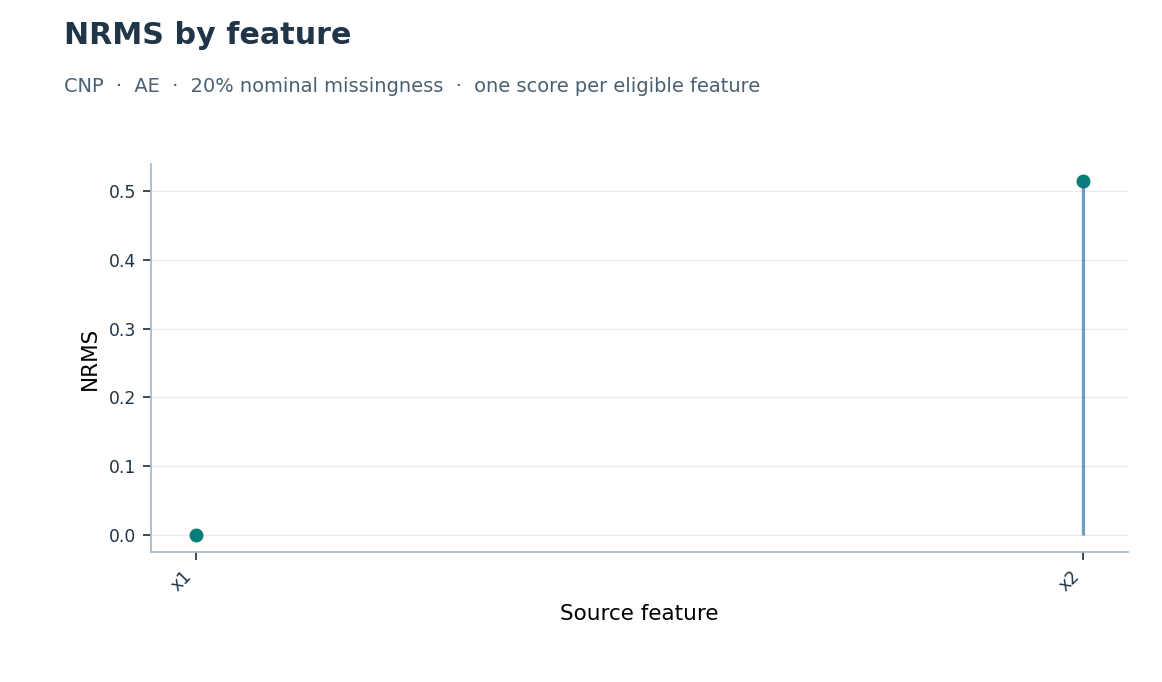 NRMS by feature
CNP · AE · 20% nominal missingness · one score per eligible feature
0.5
0.4
0.3
0.2
0.1
0.0
NRMS
x1
x2
Source feature